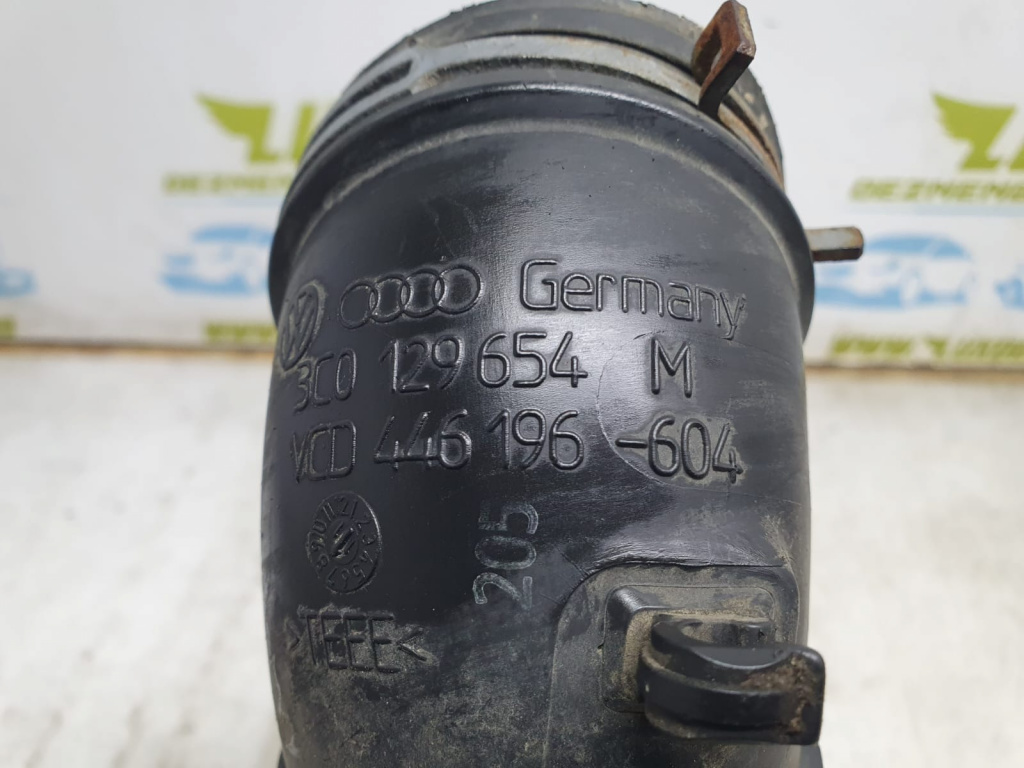 Germany
3C0 129 654 M
VCD 446 196-604
205
>TEEE<